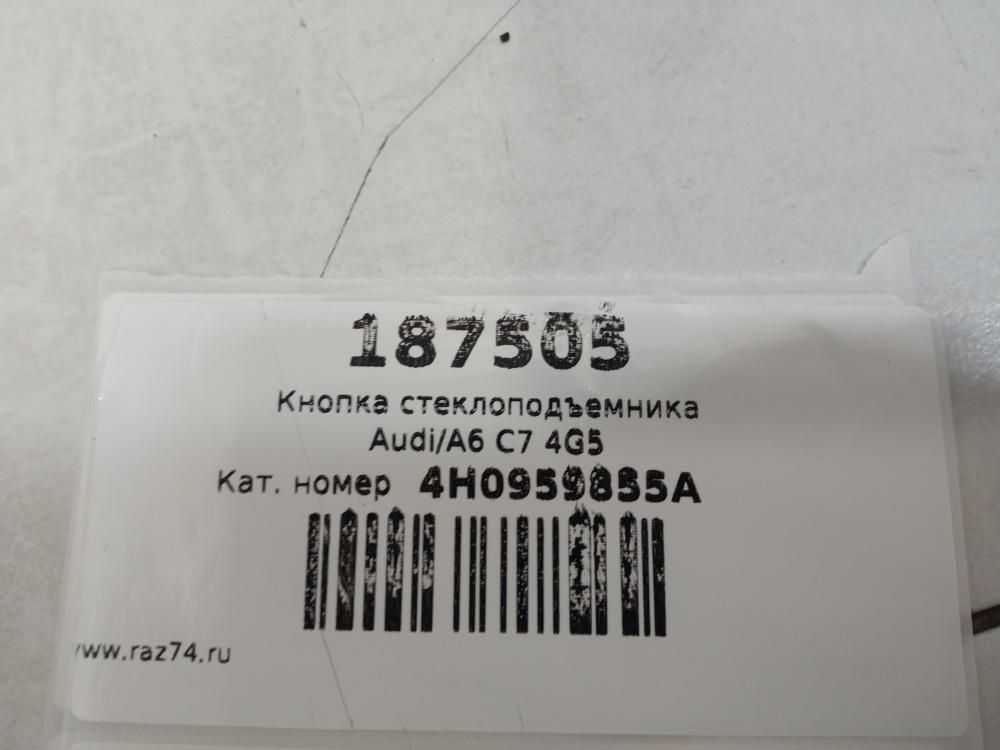 187505
Кнопка стеклоподъемника
Audi/A6 C7 4G5
Кат. номер 4H0959855A
www.raz74.ru